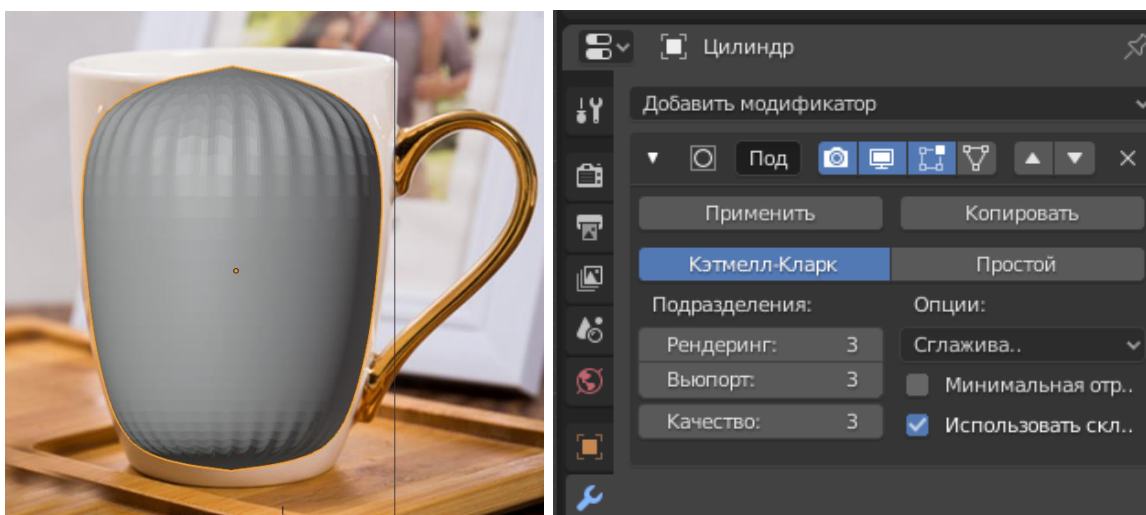 Цилиндр
Добавить модификатор
Под
Применить Копировать
Кэтмелл-Кларк Простой
Подразделения: Опции:
Рендеринг: 3 Сглажива..
Вьюпорт: 3 Минимальная отр..
Качество: 3 Использовать скл..